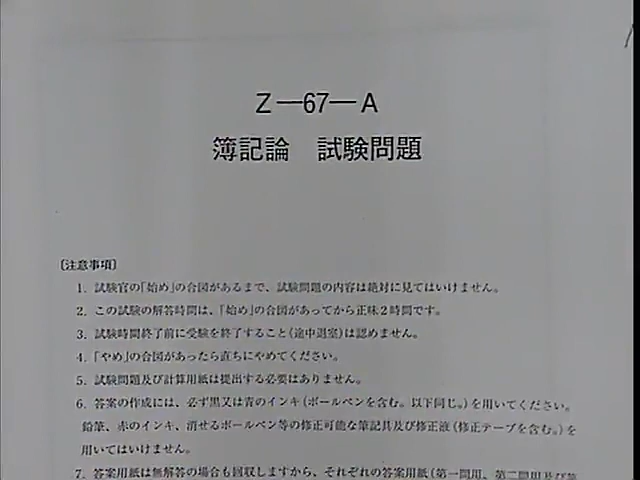 Z―67―A
簿記論　試験問題
〔注意事項〕
1．試験官の「始め」の合図があるまで、試験問題の内容は絶対に見てはいけません。
2．この試験の解答時間は、「始め」の合図があってから正味２時間です。
3．試験時間終了前に受験を終了すること（途中退室）は認めません。
4．「やめ」の合図があったら直ちにやめてください。
5．試験問題及び計算用紙は提出する必要はありません。
6．答案の作成には、必ず黒又は青のインキ（ボールペンを含む。以下同じ。）を用いてください。
鉛筆、赤のインキ、消せるボールペン等の修正可能な筆記具及び修正液（修正テープを含む。）を
用いてはいけません。
7．答案用紙は無解答の場合も回収しますから、それぞれの答案用紙（第一問用、第二問用及び第